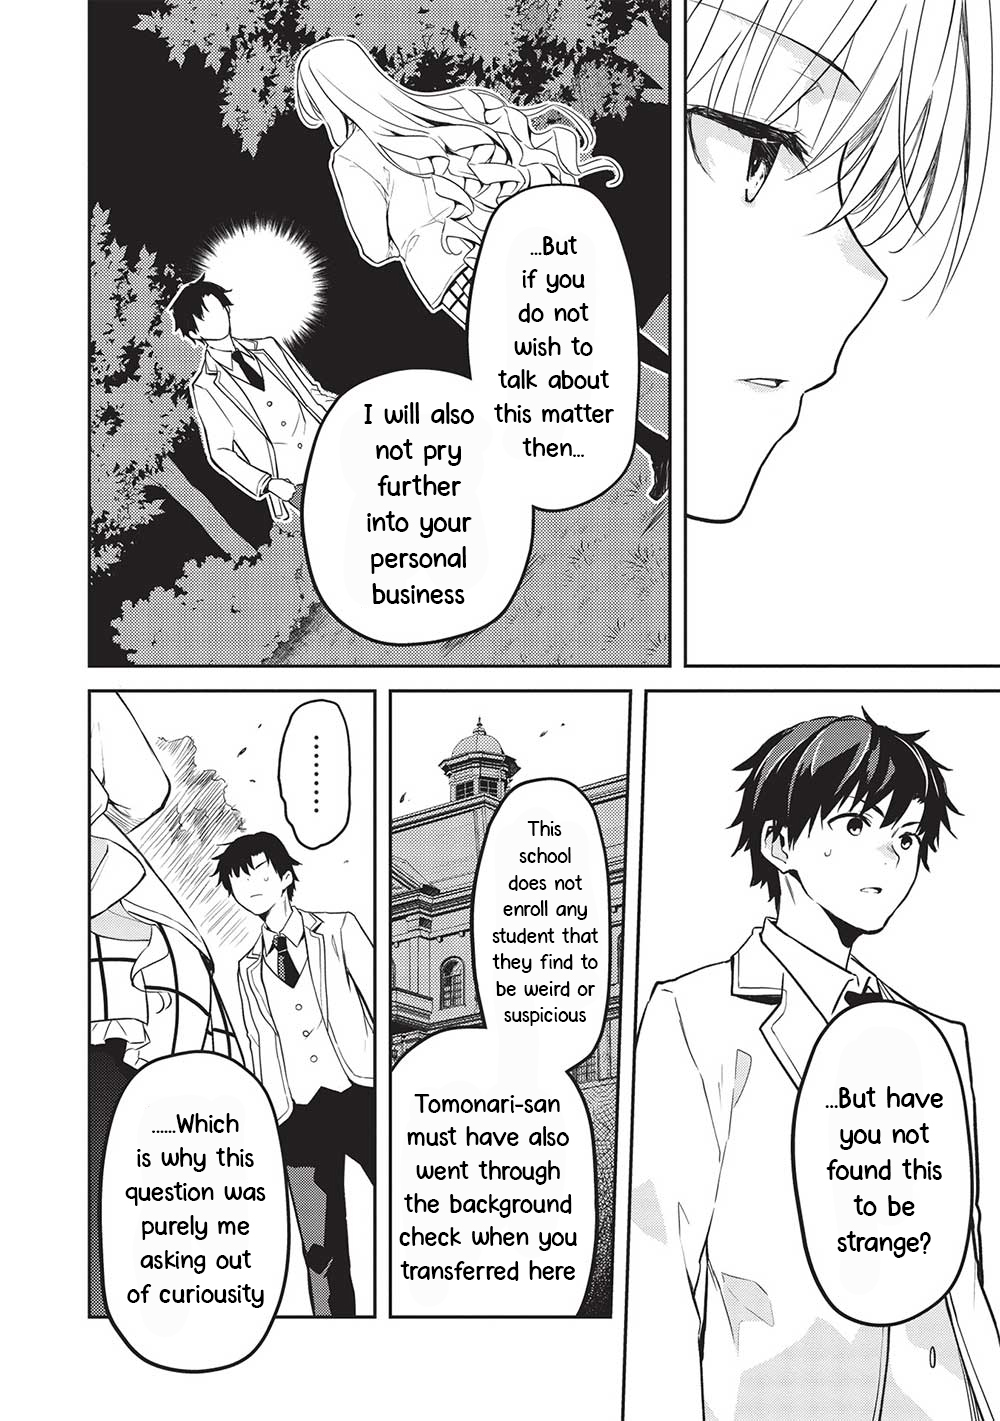 ...But
if you
do not
wish to
talk about
this matter
then...
I will also
not pry
further
into your
personal
business
...But have
you not
found this
to be
strange?
This
school
does not
enroll any
student that
they find to
be weird or
suspicious
Tomonari-san
must have also
went through
the background
check when you
transferred here
.........
......Which
is why this
question was
purely me
asking out
of curiousity